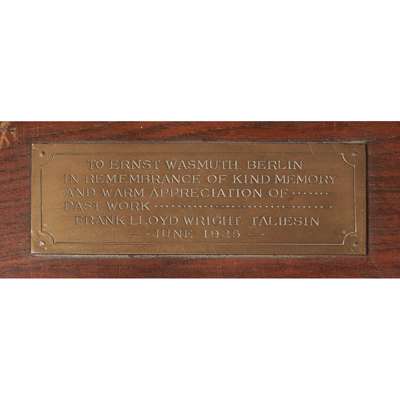 TO ERNST WASMUTH BERLIN
IN REMEMBRANCE OF KIND MEMORY
AND WARM APPRECIATION OF ·······
PAST WORK ································
FRANK LLOYD WRIGHT TALIESIN
— JUNE 1925 —